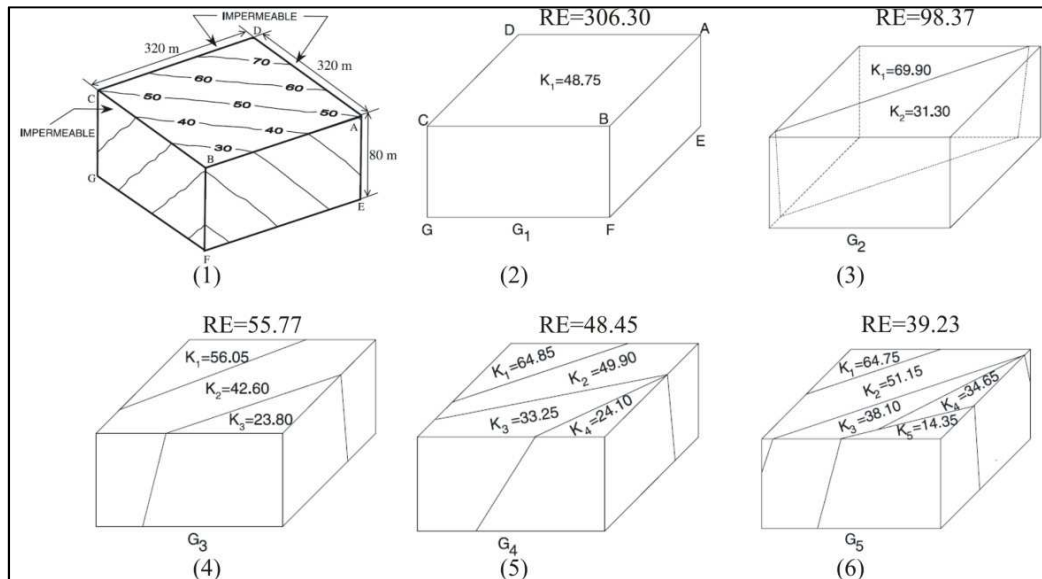 IMPERMEABLE
D
320 m
320 m
70
60
60
C
50
50
50
A
IMPERMEABLE
40
40
80 m
B
30
G
E
F
(1)
RE=306.30
D
A
K1=48.75
C
B
E
G
G1
F
(2)
RE=98.37
K1=69.90
K2=31.30
G2
(3)
RE=55.77
K1=56.05
K2=42.60
K3=23.80
G3
(4)
RE=48.45
K1=64.85
K2=49.90
K3=33.25
K4=24.10
G4
(5)
RE=39.23
K1=64.75
K2=51.15
K3=38.10
K4=34.65
K5=14.35
G5
(6)